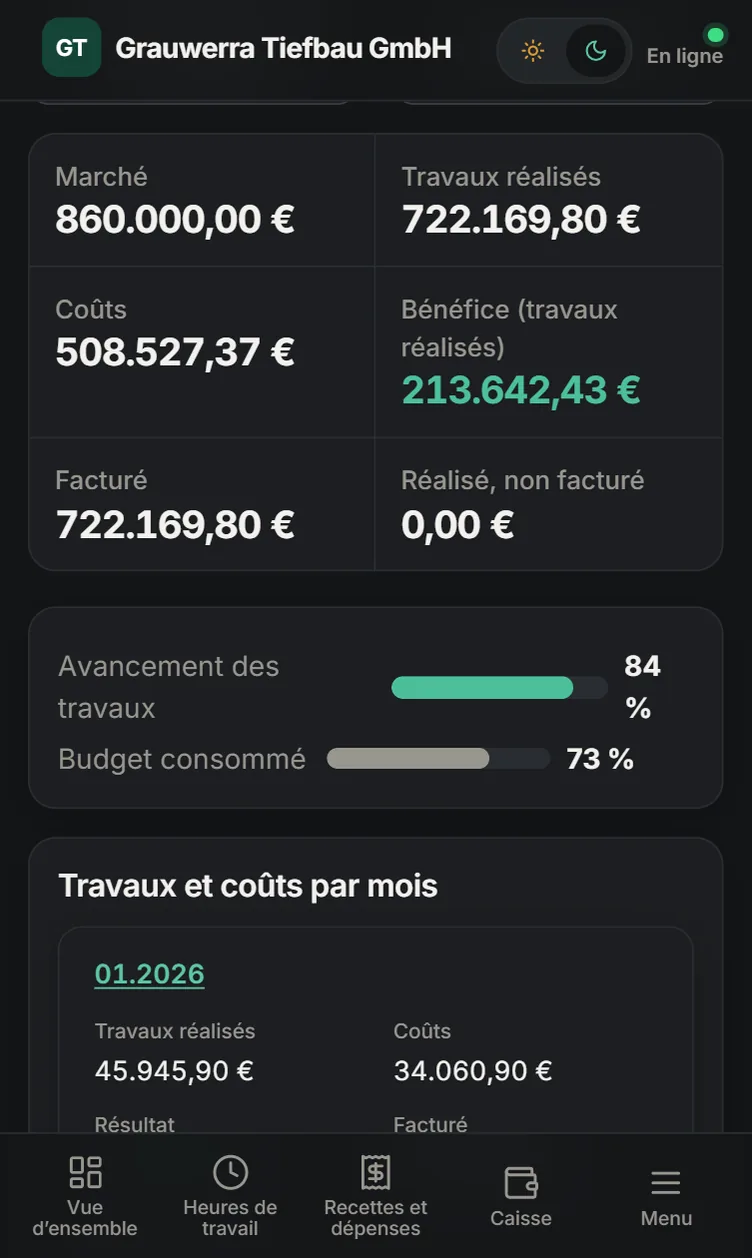 GT
Grauwerra Tiefbau GmbH
En ligne
Marché
860.000,00 €
Travaux réalisés
722.169,80 €
Coûts
508.527,37 €
Bénéfice (travaux
réalisés)
213.642,43 €
Facturé
722.169,80 €
Réalisé, non facturé
0,00 €
Avancement des
travaux
84
%
Budget consommé
73 %
Travaux et coûts par mois
01.2026
Travaux réalisés
45.945,90 €
Coûts
34.060,90 €
Résultat
Facturé
Vue
d’ensemble
Heures de
travail
Recettes et
dépenses
Caisse
Menu